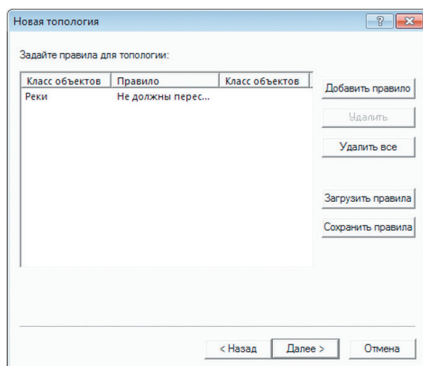 Новая топология
Задайте правила для топологии:
Класс объектов Правило Класс объектов
Реки Не должны перес...
Добавить правило
Удалить
Удалить все
Загрузить правила
Сохранить правила
< Назад Далее > Отмена